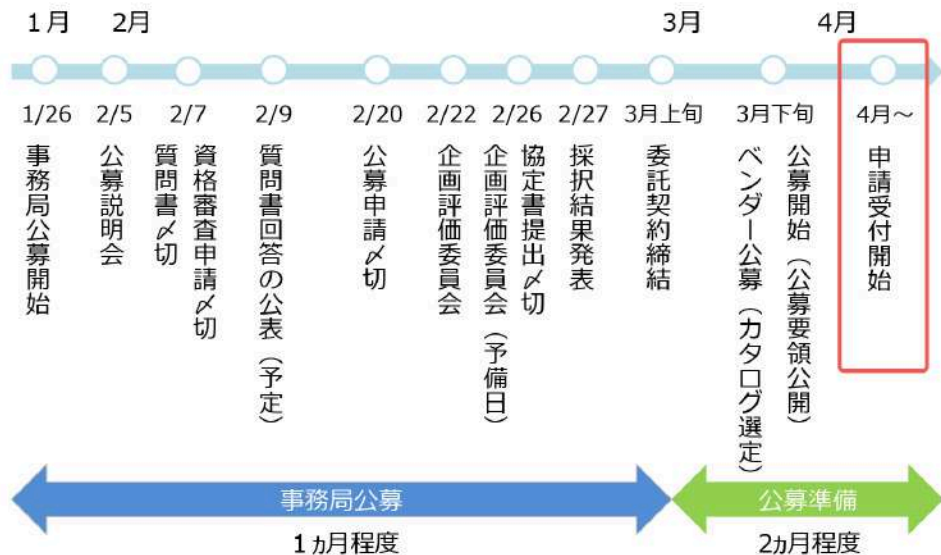 1月
2月
3月
4月
1/26
2/5
2/7
2/9
2/20
2/22
2/26
2/27
3月上旬
3月下旬
4月～
事務局公募開始
公募説明会
質問書〆切
資格審査申請〆切
質問書回答の公表（予定）
公募申請〆切
企画評価委員会
企画評価委員会（予備日）
協定書提出〆切
採択結果発表
委託契約締結
ベンダー公募（カタログ選定）
公募開始（公募要領公開）
申請受付開始
事務局公募
公募準備
1ヵ月程度
2ヵ月程度